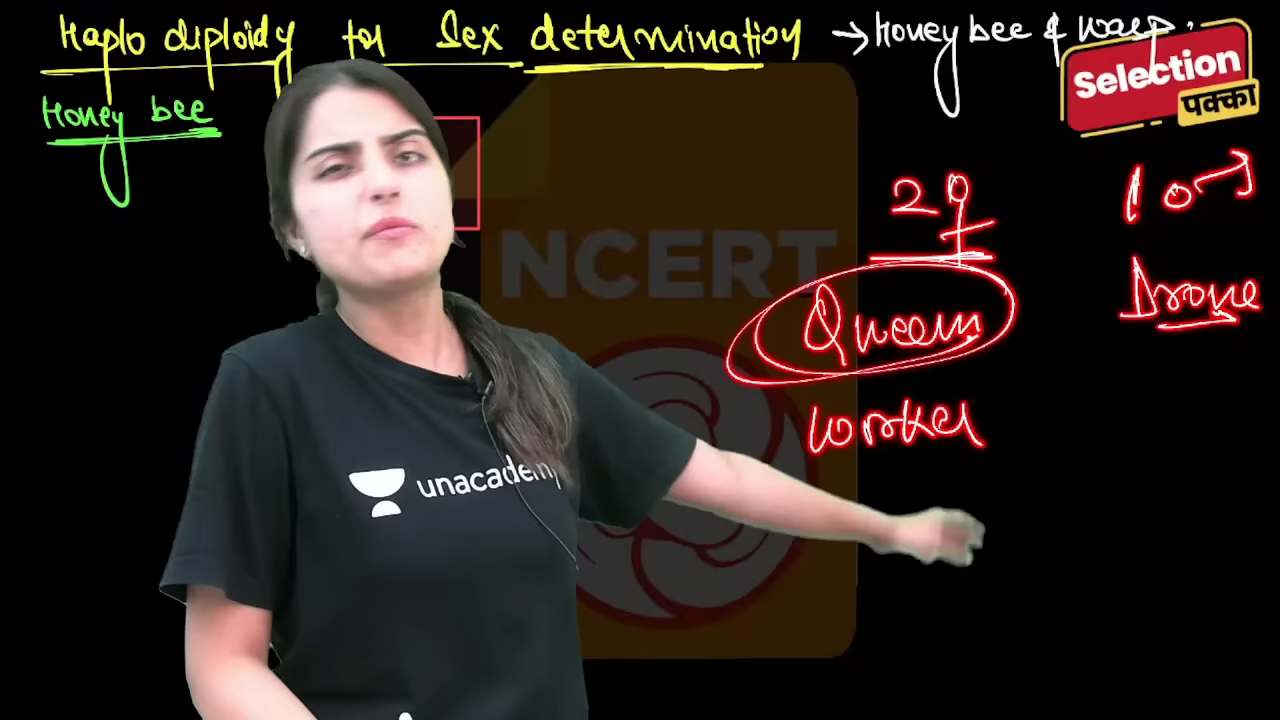 Haplo diploidy for Sex determination → Honey bee & wasp.
Selection
पक्का
Honey bee
2♀
1♂
NCERT
Queen
Drone
worker
unacademy